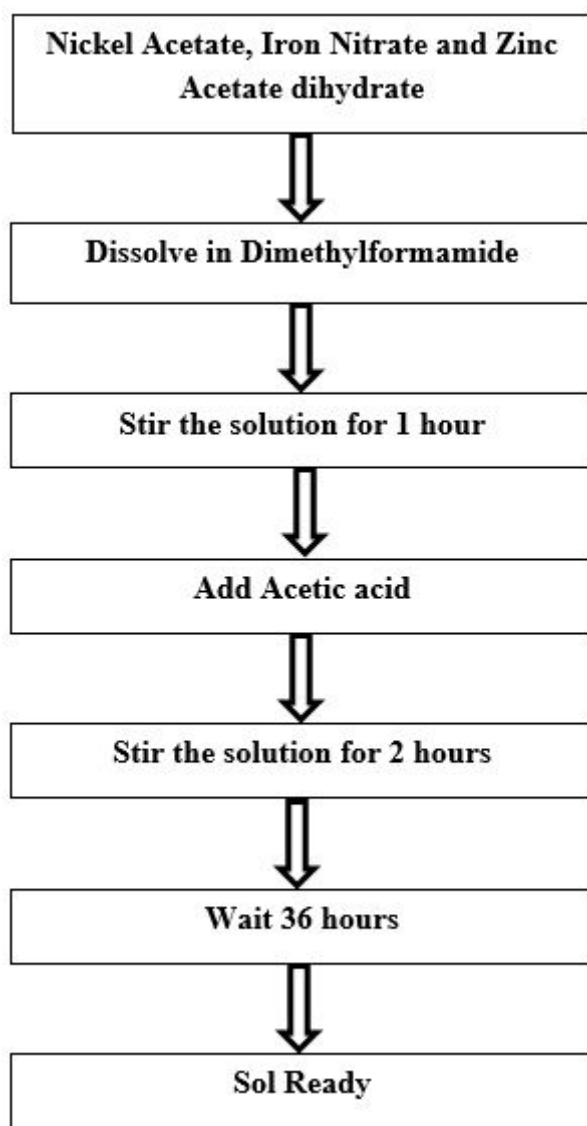 Nickel Acetate, Iron Nitrate and Zinc
Acetate dihydrate
Dissolve in Dimethylformamide
Stir the solution for 1 hour
Add Acetic acid
Stir the solution for 2 hours
Wait 36 hours
Sol Ready